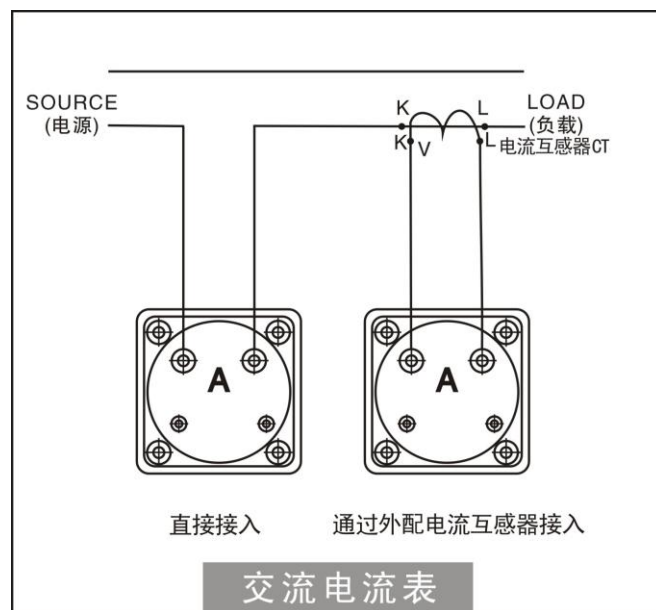 SOURCE
(电源)
K L
LOAD
(负载)
K V L
电流互感器CT
A A
直接接入 通过外配电流互感器接入
交流电流表